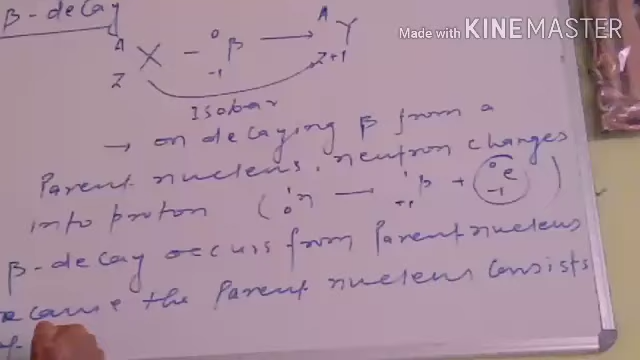 β-decay
Made with KINEMASTER
A Z X - 0 -1 β → A Z+1 Y
Isobar
→ on decaying β from a
Parent nucleus, neutron changes
into proton ( 1 0 n → 1 +1 β + 0 -1 e )
β-decay occurs from Parent nucleus
the Parent nucleus consists